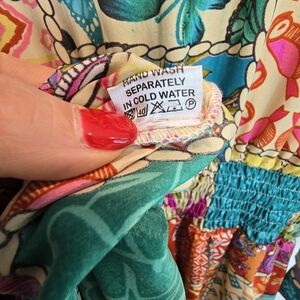 HAND WASH
SEPARATELY
IN COLD WATER